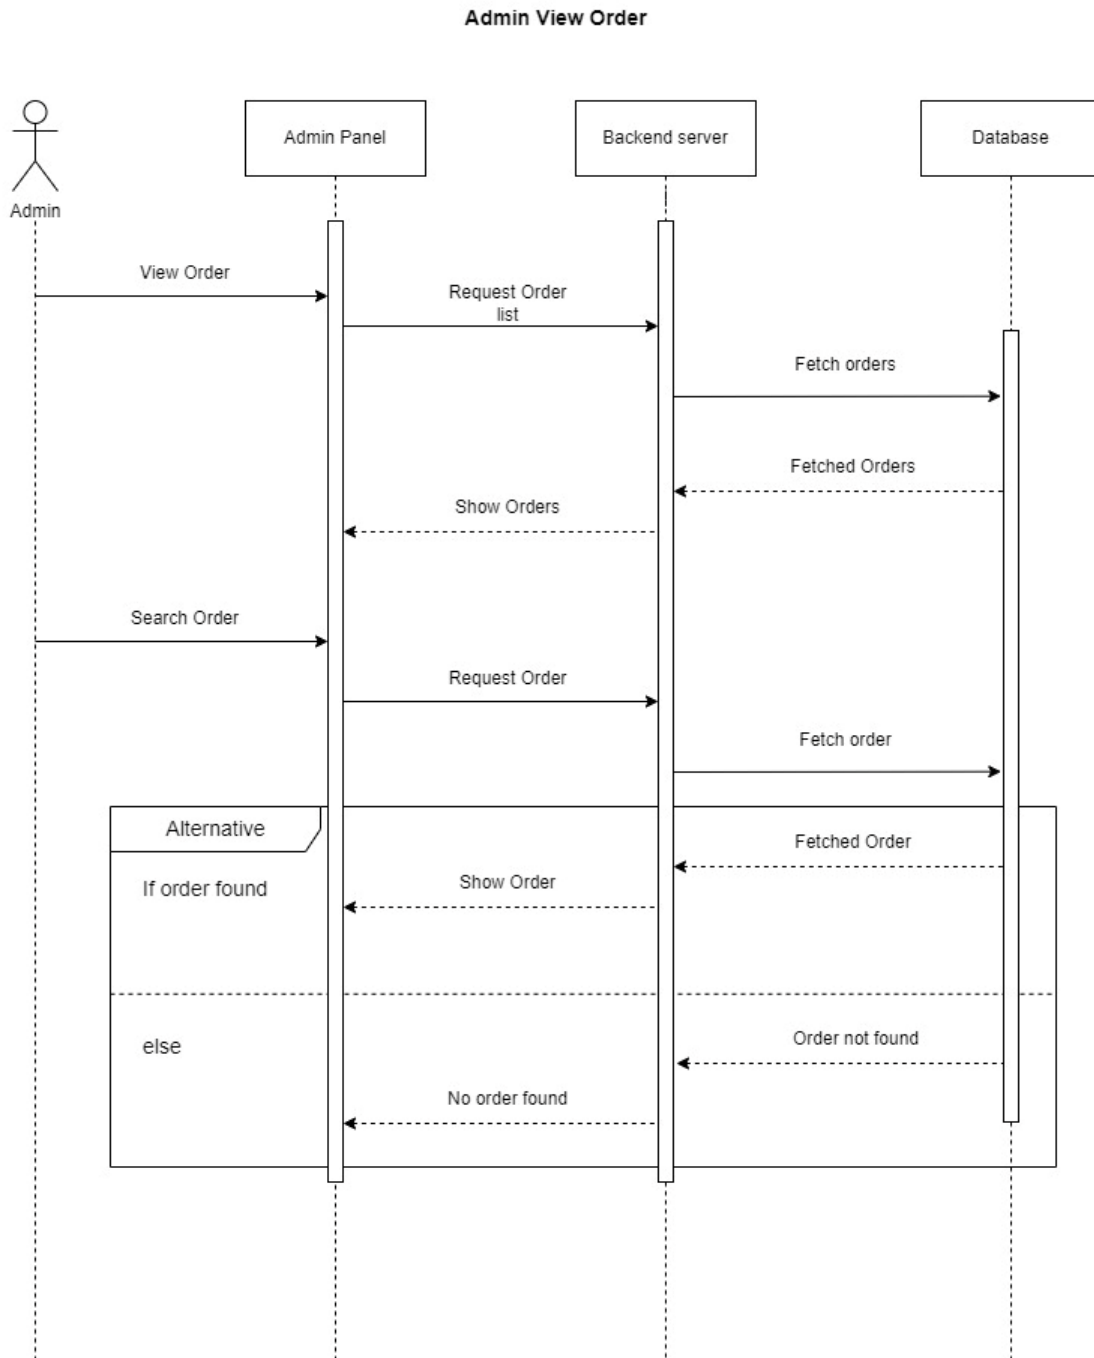 Admin View Order
Admin Panel
Backend server
Database
Admin
View Order
Request Order
list
Fetch orders
Fetched Orders
Show Orders
Search Order
Request Order
Fetch order
Alternative
Fetched Order
Show Order
If order found
Order not found
else
No order found